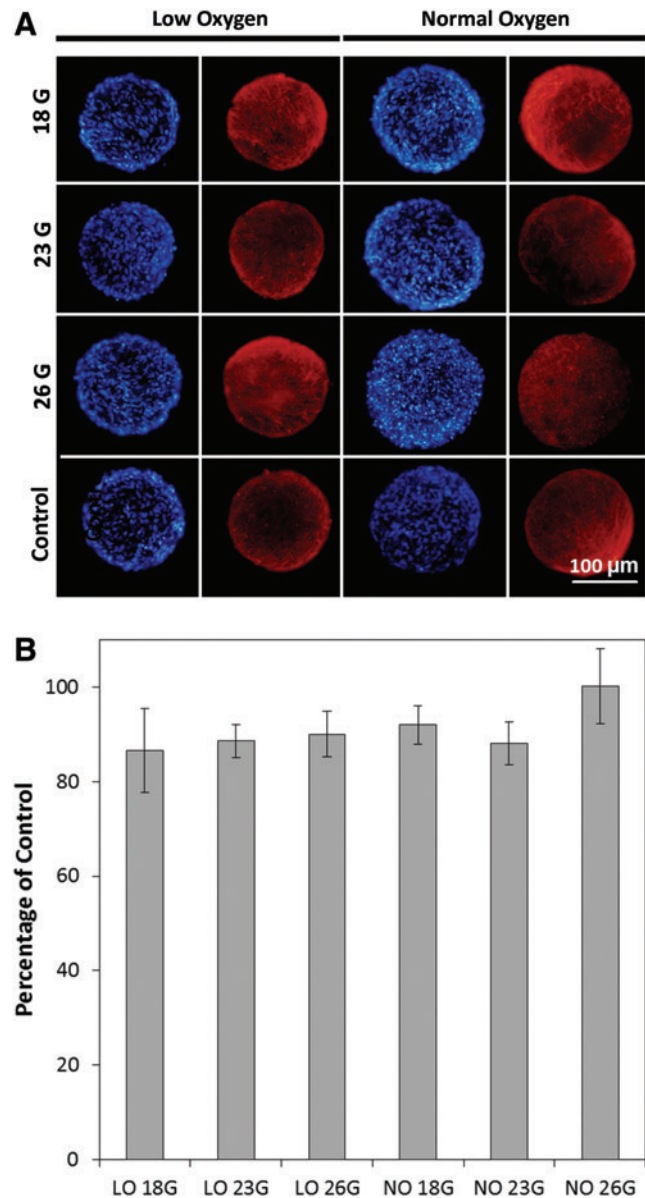 A
Low Oxygen
Normal Oxygen
18 G
23 G
26 G
Control
100 µm
B
Percentage of Control
100
80
60
40
20
0
LO 18G
LO 23G
LO 26G
NO 18G
NO 23G
NO 26G